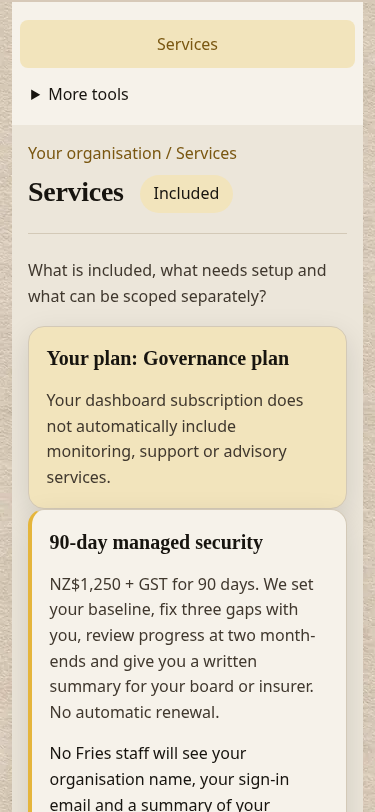 Services
▶ More tools
Your organisation / Services
Services Included
What is included, what needs setup and
what can be scoped separately?
Your plan: Governance plan
Your dashboard subscription does
not automatically include
monitoring, support or advisory
services.
90-day managed security
NZ$1,250 + GST for 90 days. We set
your baseline, fix three gaps with
you, review progress at two month-
ends and give you a written
summary for your board or insurer.
No automatic renewal.
No Fries staff will see your
organisation name, your sign-in
email and a summary of your